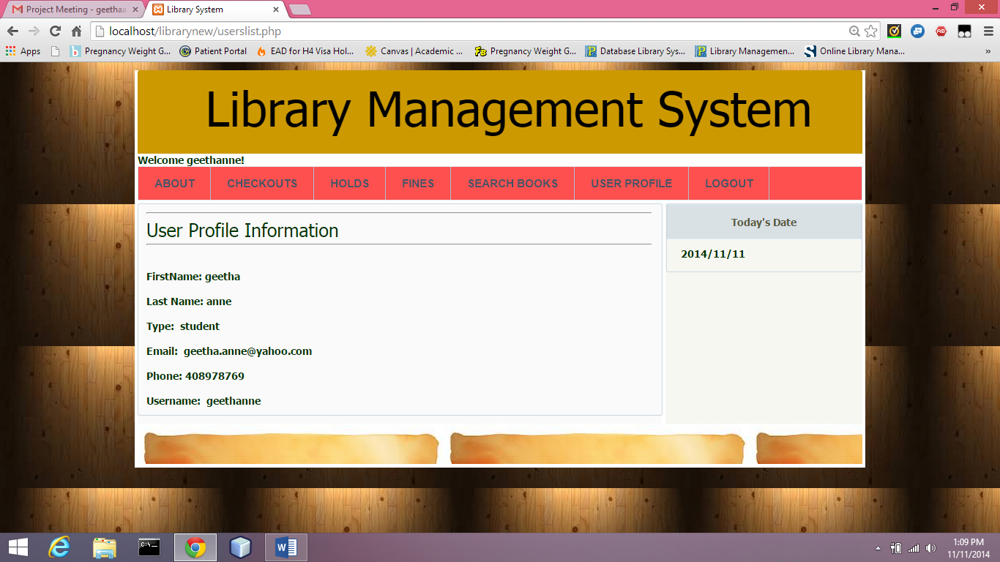 Project Meeting - geethaa
Library System
localhost/librarynew/userslist.php
Apps
Pregnancy Weight G...
Patient Portal
EAD for H4 Visa Hol...
Canvas | Academic ...
Pregnancy Weight G...
Database Library Sys...
Library Managemen...
Online Library Mana...
»
Library Management System
Welcome geethanne!
ABOUT
CHECKOUTS
HOLDS
FINES
SEARCH BOOKS
USER PROFILE
LOGOUT
User Profile Information
FirstName: geetha
Last Name: anne
Type: student
Email: geetha.anne@yahoo.com
Phone: 408978769
Username: geethanne
Today's Date
2014/11/11
1:09 PM
11/11/2014